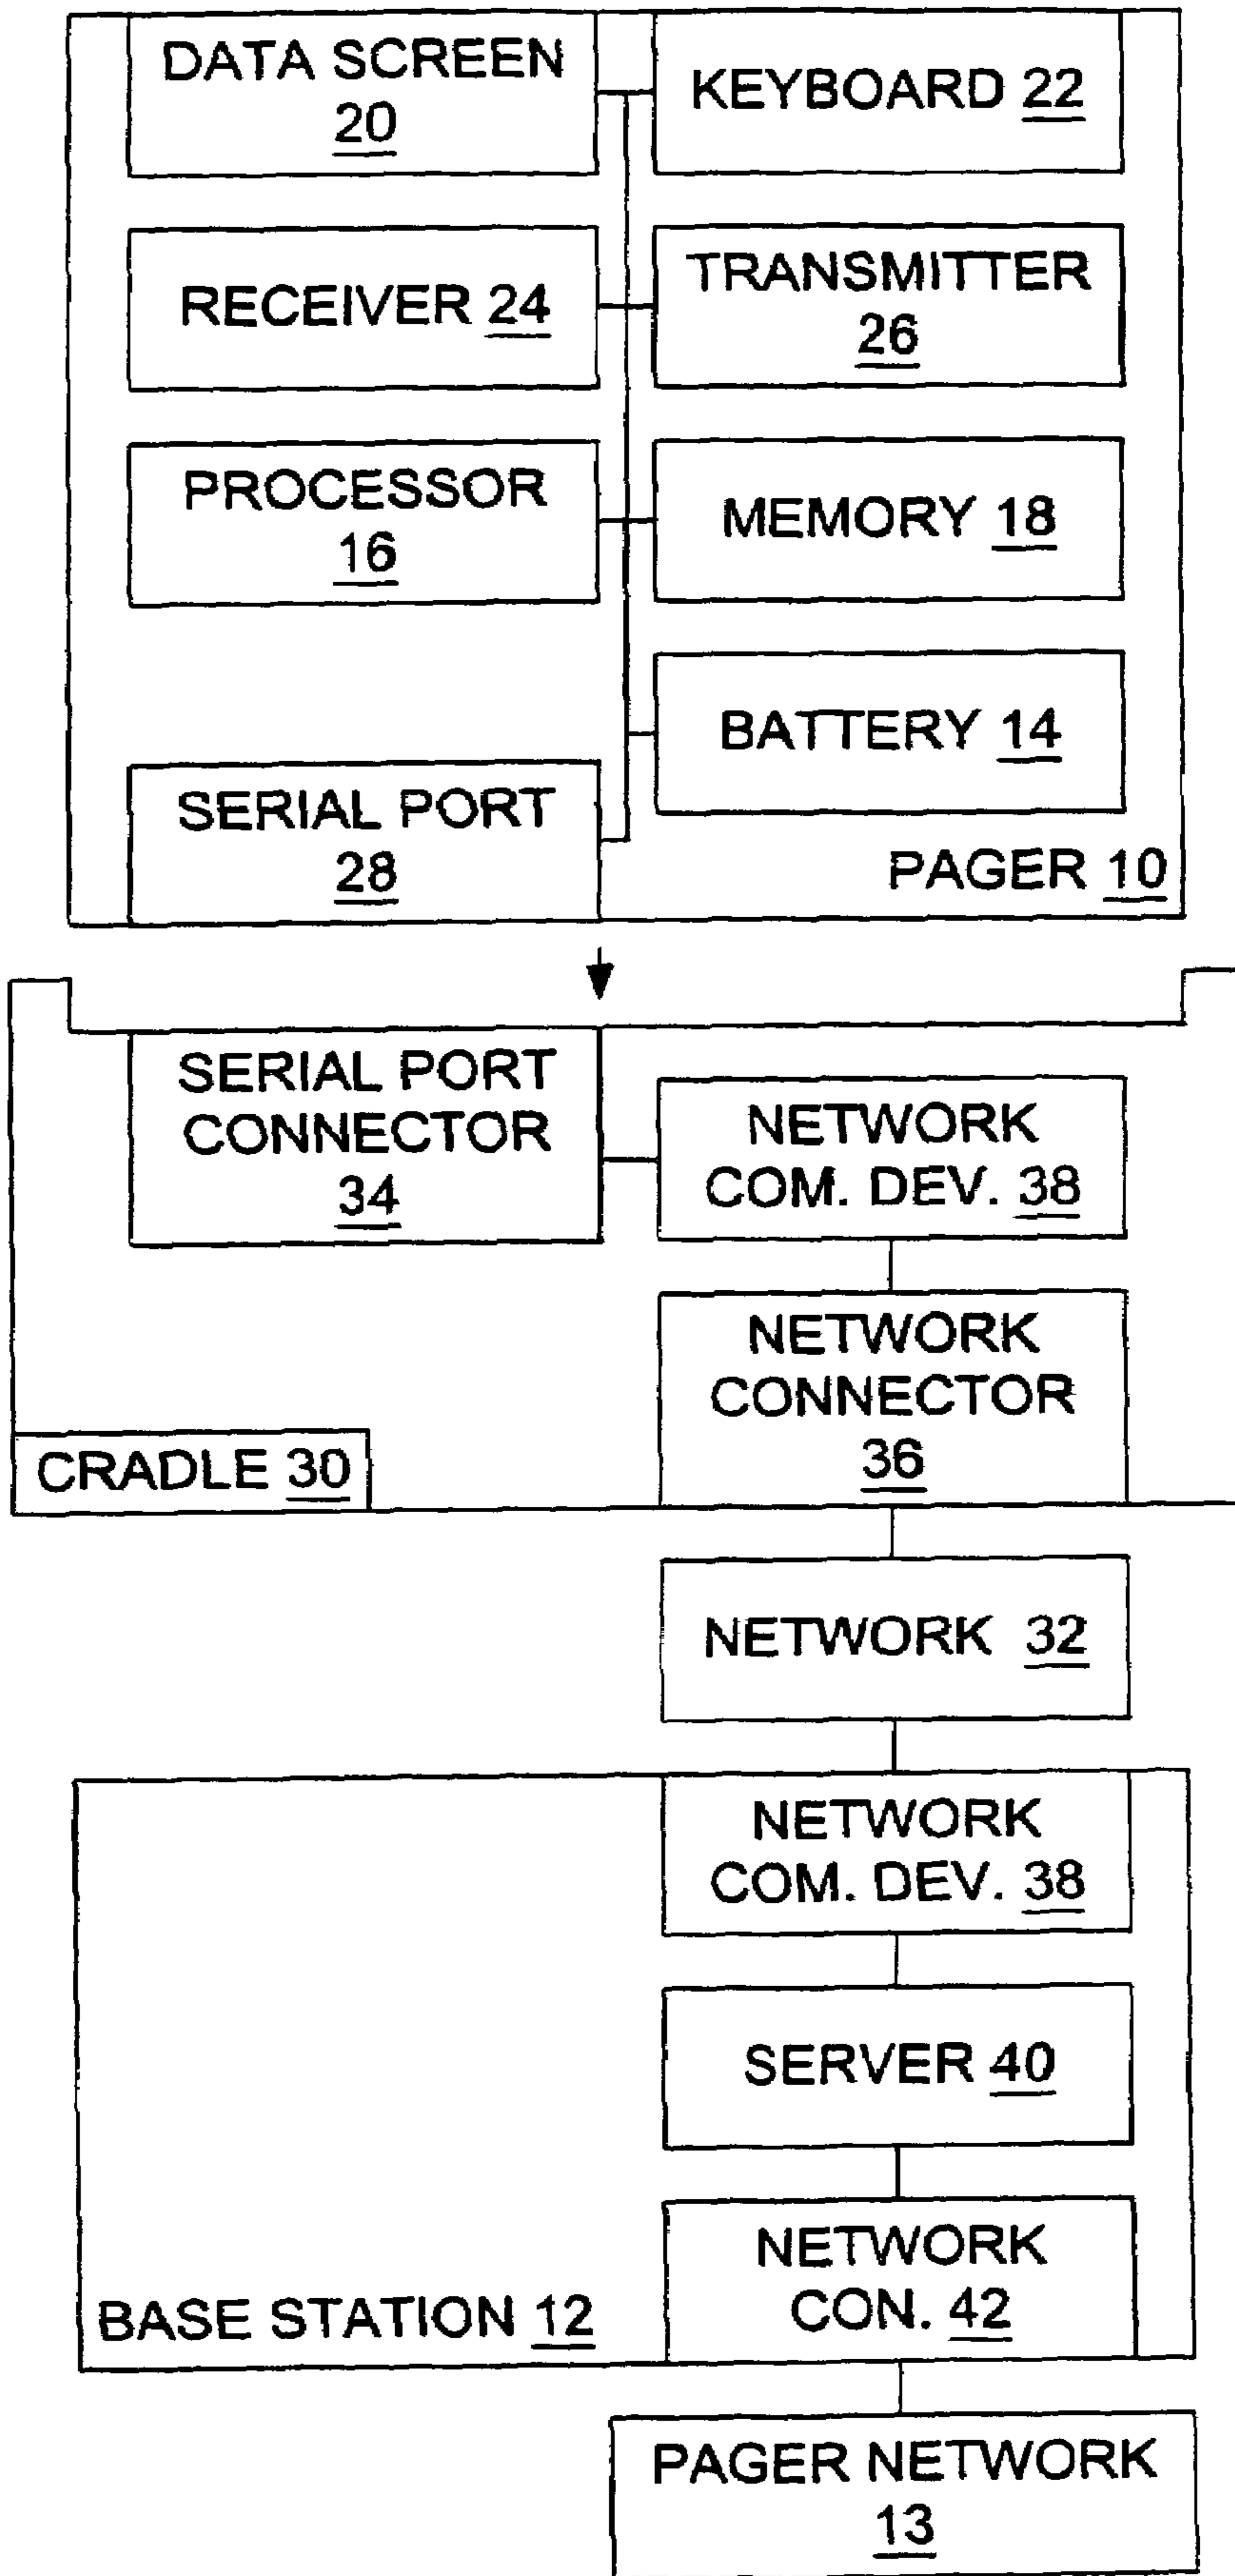 DATA SCREEN
20
KEYBOARD 22
RECEIVER 24
TRANSMITTER
26
PROCESSOR
16
MEMORY 18
BATTERY 14
SERIAL PORT
28
PAGER 10
SERIAL PORT
CONNECTOR
34
NETWORK
COM. DEV. 38
NETWORK
CONNECTOR
36
CRADLE 30
NETWORK 32
NETWORK
COM. DEV. 38
SERVER 40
NETWORK
CON. 42
BASE STATION 12
PAGER NETWORK
13